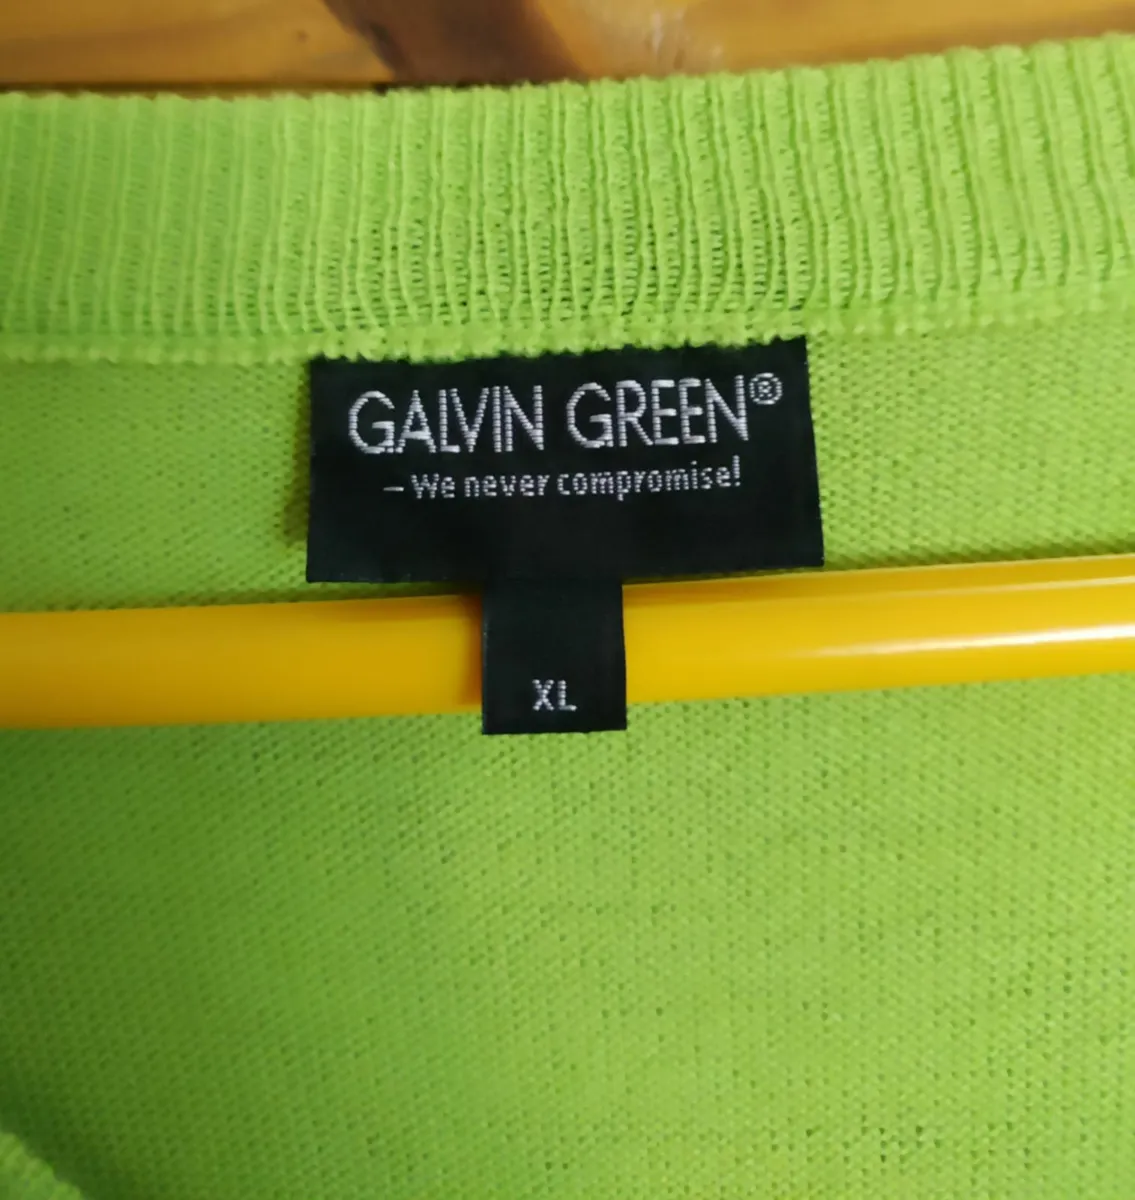 GALVIN GREEN®
– We never compromise!
XL